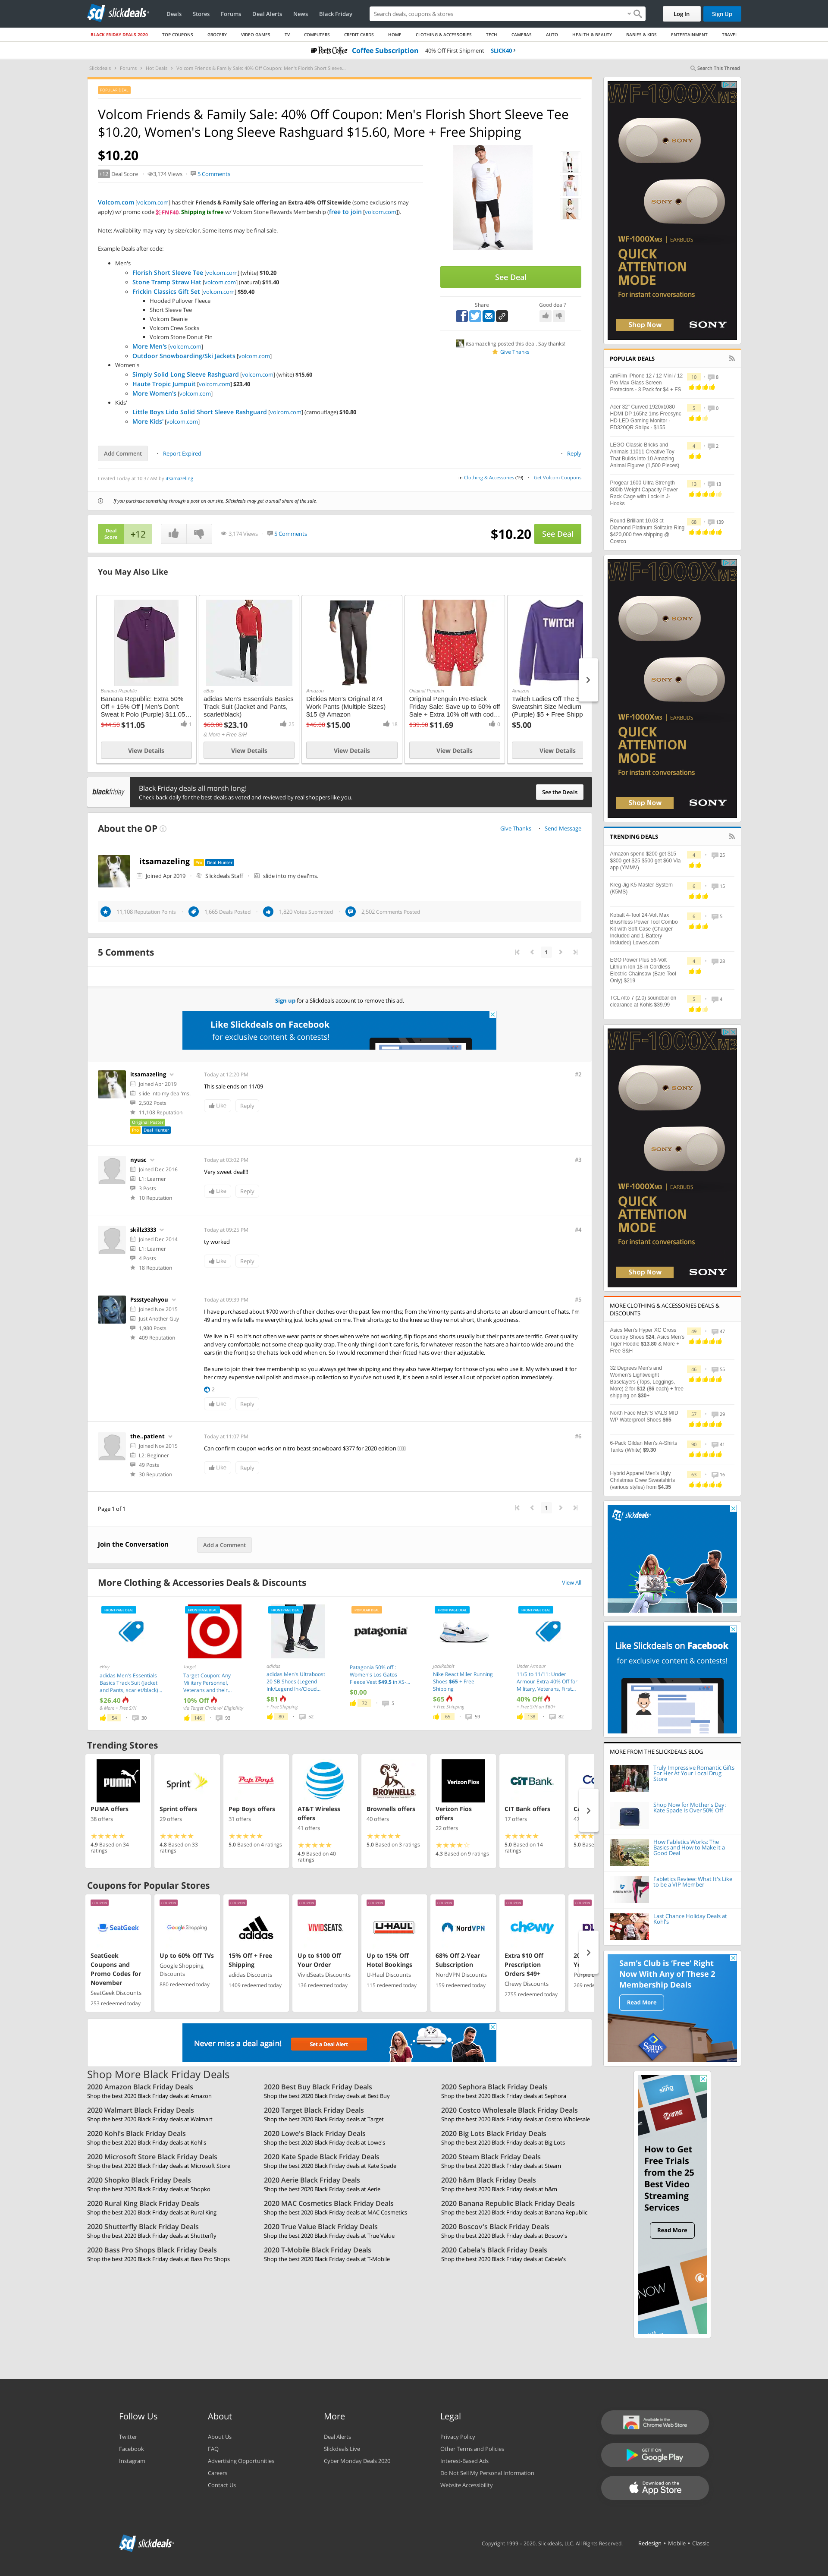 slickdeals
Deals
Stores
Forums
Deal Alerts
News
Black Friday
Search deals, coupons & stores
Log In
Sign Up
BLACK FRIDAY DEALS 2020
TOP COUPONS
GROCERY
VIDEO GAMES
TV
COMPUTERS
CREDIT CARDS
HOME
CLOTHING & ACCESSORIES
TECH
CAMERAS
AUTO
HEALTH & BEAUTY
BABIES & KIDS
ENTERTAINMENT
TRAVEL
Peet's Coffee
Coffee Subscription
40% Off First Shipment
SLICK40
Slickdeals
Forums
Hot Deals
Volcom Friends & Family Sale: 40% Off Coupon: Men's Florish Short Sleeve...
Search This Thread
POPULAR DEAL
Volcom Friends & Family Sale: 40% Off Coupon: Men's Florish Short Sleeve Tee
$10.20, Women's Long Sleeve Rashguard $15.60, More + Free Shipping
$10.20
+12 Deal Score
3,174 Views
5 Comments
Volcom.com [volcom.com] has their Friends & Family Sale offering an Extra 40% Off Sitewide (some exclusions may
apply) w/ promo code FNF40. Shipping is free w/ Volcom Stone Rewards Membership (free to join [volcom.com]).
Note: Availability may vary by size/color. Some items may be final sale.
Example Deals after code:
Men's
Florish Short Sleeve Tee [volcom.com] (white) $10.20
Stone Tramp Straw Hat [volcom.com] (natural) $11.40
Frickin Classics Gift Set [volcom.com] $59.40
Hooded Pullover Fleece
Short Sleeve Tee
Volcom Beanie
Volcom Crew Socks
Volcom Stone Donut Pin
More Men's [volcom.com]
Outdoor Snowboarding/Ski Jackets [volcom.com]
Women's
Simply Solid Long Sleeve Rashguard [volcom.com] (white) $15.60
Haute Tropic Jumpuit [volcom.com] $23.40
More Women's [volcom.com]
Kids'
Little Boys Lido Solid Short Sleeve Rashguard [volcom.com] (camouflage) $10.80
More Kids' [volcom.com]
See Deal
Share
Good deal?
itsamazeling posted this deal. Say thanks!
Give Thanks
Add Comment
Report Expired
Reply
Created Today at 10:37 AM by itsamazeling
in Clothing & Accessories (19)
Get Volcom Coupons
If you purchase something through a post on our site, Slickdeals may get a small share of the sale.
Deal
Score
+12
3,174 Views
5 Comments
$10.20
See Deal
You May Also Like
Banana Republic
Banana Republic: Extra 50%
Off + 15% Off | Men's Don't
Sweat It Polo (Purple) $11.05...
$44.50 $11.05
View Details
eBay
adidas Men's Essentials Basics
Track Suit (Jacket and Pants,
scarlet/black)
$60.00 $23.10
25
& More + Free S/H
View Details
Amazon
Dickies Men's Original 874
Work Pants (Multiple Sizes)
$15 @ Amazon
$46.00 $15.00
18
View Details
Original Penguin
Original Penguin Pre-Black
Friday Sale: Save up to 50% off
Sale + Extra 10% off with cod...
$39.50 $11.69
View Details
TWITCH
Amazon
Twitch Ladies Off The S
Sweatshirt Size Medium
(Purple) $5 + Free Shipp
$5.00
View Details
blackfriday
Black Friday deals all month long!
Check back daily for the best deals as voted and reviewed by real shoppers like you.
See the Deals
About the OP
Give Thanks
Send Message
itsamazeling
Pro
Deal Hunter
Joined Apr 2019
Slickdeals Staff
slide into my deal'ms.
11,108 Reputation Points
1,665 Deals Posted
1,820 Votes Submitted
2,502 Comments Posted
5 Comments
1
Sign up for a Slickdeals account to remove this ad.
Like Slickdeals on Facebook
for exclusive content & contests!
itsamazeling
Joined Apr 2019
slide into my deal'ms.
2,502 Posts
11,108 Reputation
Original Poster
Pro
Deal Hunter
Today at 12:20 PM
#2
This sale ends on 11/09
Like
Reply
nyusc
Joined Dec 2016
L1: Learner
3 Posts
10 Reputation
Today at 03:02 PM
#3
Very sweet deal!!!
Like
Reply
skillz3333
Joined Dec 2014
L1: Learner
4 Posts
18 Reputation
Today at 09:25 PM
#4
ty worked
Like
Reply
Pssstyeahyou
Joined Nov 2015
Just Another Guy
1,980 Posts
409 Reputation
Today at 09:39 PM
#5
I have purchased about $700 worth of their clothes over the past few months; from the Vmonty pants and shorts to an absurd amount of hats. I'm
49 and my wife tells me everything just looks great on me. Their shorts go to the knee so they're not short short, thankgoodness.
We live in FL so it's not often we wear pants or shoes when we're not working, flip flops and shorts usually but their pants are terrific. Great quality
and very comfortable; not some cheap quality crap. The only thing I don't care for is, for whatever reason the hats are too far inward towards the
ears (in the front) so the hats look odd when worn. So I would recommend their fitted hats over their adjustable.
Be sure to join their free membership so you always get free shipping and they also have Afterpay for those of you who use it. My wife's used it for
her crazy expensive nail polish and makeup collection so if you've not used it, it's been a solid lesser all out of pocket option immediately.
2
Like
Reply
the..patient
Joined Nov 2015
L2: Beginner
49 Posts
30 Reputation
Today at 11:07 PM
#6
Can confirm coupon works on nitro beast snowboard $377 for 2020 edition
Like
Reply
Page 1 of 1
1
Join the Conversation
Add a Comment
More Clothing & Accessories Deals & Discounts
View All
FRONTPAGE DEAL
eBay
adidas Men's Essentials
Basics Track Suit (Jacket
and Pants, scarlet/black)...
$26.40
& More + Free S/H
54
30
FRONTPAGE DEAL
Target
Target Coupon: Any
Military Personnel,
Veterans and their...
10% Off
via Target Circle w/ Eligibility
146
93
FRONTPAGE DEAL
adidas
adidas Men's Ultraboost
20 SB Shoes (Legend
Ink/Legend Ink/Cloud...
$81
+ Free Shipping
80
52
POPULAR DEAL
patagonia
Patagonia 50% off :
Women's Los Gatos
Fleece Vest $49.5 in XS-...
$0.00
72
5
FRONTPAGE DEAL
JackRabbit
Nike React Miler Running
Shoes $65 + Free
Shipping
$65
+ Free Shipping
65
59
FRONTPAGE DEAL
Under Armour
11/5 to 11/11: Under
Armour Extra 40% Off for
Military, Veterans, First...
40% Off
+ Free S/H on $60+
138
82
Trending Stores
PUMA
PUMA offers
38 offers
4.9 Based on 34
ratings
Sprint
Sprint offers
29 offers
4.8 Based on 33
ratings
Pep Boys
Pep Boys offers
31 offers
5.0 Based on 4 ratings
AT&T
AT&T Wireless
offers
41 offers
4.9 Based on 40
ratings
BROWNELLS
Brownells offers
40 offers
5.0 Based on 3 ratings
Verizon Fios
Verizon Fios
offers
22 offers
4.3 Based on 9 ratings
CIT Bank
CIT Bank offers
17 offers
5.0 Based on 14
ratings
Coupons for Popular Stores
COUPON
SeatGeek
SeatGeek
Coupons and
Promo Codes for
November
SeatGeek Discounts
253 redeemed today
COUPON
Google Shopping
Up to 60% Off TVs
Google Shopping
Discounts
880 redeemed today
COUPON
adidas
15% Off + Free
Shipping
adidas Discounts
1409 redeemed today
COUPON
VIVIDSEATS
Up to $100 Off
Your Order
VividSeats Discounts
136 redeemed today
COUPON
U-HAUL
Up to 15% Off
Hotel Bookings
U-Haul Discounts
115 redeemed today
COUPON
NordVPN
68% Off 2-Year
Subscription
NordVPN Discounts
159 redeemed today
COUPON
chewy
Extra $10 Off
Prescription
Orders $49+
Chewy Discounts
2755 redeemed today
COUPON
Never miss a deal again!
Set a Deal Alert
Shop More Black Friday Deals
2020 Amazon Black Friday Deals
Shop the best 2020 Black Friday deals at Amazon
2020 Best Buy Black Friday Deals
Shop the best 2020 Black Friday deals at Best Buy
2020 Sephora Black Friday Deals
Shop the best 2020 Black Friday deals at Sephora
2020 Walmart Black Friday Deals
Shop the best 2020 Black Friday deals at Walmart
2020 Target Black Friday Deals
Shop the best 2020 Black Friday deals at Target
2020 Costco Wholesale Black Friday Deals
Shop the best 2020 Black Friday deals at Costco Wholesale
2020 Kohl's Black Friday Deals
Shop the best 2020 Black Friday deals at Kohl's
2020 Lowe's Black Friday Deals
Shop the best 2020 Black Friday deals at Lowe's
2020 Big Lots Black Friday Deals
Shop the best 2020 Black Friday deals at Big Lots
2020 Microsoft Store Black Friday Deals
Shop the best 2020 Black Friday deals at Microsoft Store
2020 Kate Spade Black Friday Deals
Shop the best 2020 Black Friday deals at Kate Spade
2020 Steam Black Friday Deals
Shop the best 2020 Black Friday deals at Steam
2020 Shopko Black Friday Deals
Shop the best 2020 Black Friday deals at Shopko
2020 Aerie Black Friday Deals
Shop the best 2020 Black Friday deals at Aerie
2020 h&m Black Friday Deals
Shop the best 2020 Black Friday deals at h&m
2020 Rural King Black Friday Deals
Shop the best 2020 Black Friday deals at Rural King
2020 MAC Cosmetics Black Friday Deals
Shop the best 2020 Black Friday deals at MAC Cosmetics
2020 Banana Republic Black Friday Deals
Shop the best 2020 Black Friday deals at Banana Republic
2020 Shutterfly Black Friday Deals
Shop the best 2020 Black Friday deals at Shutterfly
2020 True Value Black Friday Deals
Shop the best 2020 Black Friday deals at True Value
2020 Boscov's Black Friday Deals
Shop the best 2020 Black Friday deals at Boscov's
2020 Bass Pro Shops Black Friday Deals
Shop the best 2020 Black Friday deals at Bass Pro Shops
2020 T-Mobile Black Friday Deals
Shop the best 2020 Black Friday deals at T-Mobile
2020 Cabela's Black Friday Deals
Shop the best 2020 Black Friday deals at Cabela's
WF-1000XM3
SONY
SONY
WF-1000XM3 | EARBUDS
QUICK
ATTENTION
MODE
For instant conversations
Shop Now
SONY
POPULAR DEALS
amFilm iPhone 12 / 12 Mini / 12
Pro Max Glass Screen
Protectors - 3 Pack for $4 + FS
10
8
Acer 32" Curved 1920x1080
HDMI DP 165hz 1ms Freesync
HD LED Gaming Monitor -
ED320QR Sbiipx - $155
5
0
LEGO Classic Bricks and
Animals 11011 Creative Toy
That Builds into 10 Amazing
Animal Figures (1,500 Pieces)
4
2
Progear 1600 Ultra Strength
800lb Weight Capacity Power
Rack Cage with Lock-in J-
Hooks
13
13
Round Brilliant 10.03 ct
Diamond Platinum Solitaire Ring
$420,000 free shipping @
Costco
68
139
WF-1000XM3
SONY
SONY
WF-1000XM3 | EARBUDS
QUICK
ATTENTION
MODE
For instant conversations
Shop Now
SONY
TRENDING DEALS
Amazon spend $200 get $15
$300 get $25 $500 get $60 Via
app (YMMV)
4
25
Kreg Jig K5 Master System
(K5MS)
6
15
Kobalt 4-Tool 24-Volt Max
Brushless Power Tool Combo
Kit with Soft Case (Charger
Included and 1-Battery
Included) Lowes.com
6
5
EGO Power Plus 56-Volt
Lithium Ion 18-in Cordless
Electric Chainsaw (Bare Tool
Only) $219
4
28
TCL Alto 7 (2.0) soundbar on
clearance at Kohls $39.99
5
4
WF-1000XM3
SONY
SONY
WF-1000XM3 | EARBUDS
QUICK
ATTENTION
MODE
For instant conversations
Shop Now
SONY
MORE CLOTHING & ACCESSORIES DEALS &
DISCOUNTS
Asics Men's Hyper XC Cross
Country Shoes $24, Asics Men's
Tiger Hoodie $13.80 & More +
Free S&H
49
47
32 Degrees Men's and
Women's Lightweight
Baselayers (Tops, Leggings,
More) 2 for $12 ($6 each) + free
shipping on $30+
46
55
North Face MEN'S VALS MID
WP Waterproof Shoes $65
57
29
6-Pack Gildan Men's A-Shirts
Tanks (White) $9.30
90
41
Hybrid Apparel Men's Ugly
Christmas Crew Sweatshirts
(various styles) from $4.35
63
16
slickdeals
Like Slickdeals on Facebook
for exclusive content & contests!
MORE FROM THE SLICKDEALS BLOG
Truly Impressive Romantic Gifts
For Her At Your Local Drug
Store
Shop Now for Mother's Day:
Kate Spade Is Over 50% Off
How Fabletics Works: The
Basics and How to Make it a
Good Deal
Fabletics Review: What It's Like
to be a VIP Member
Last Chance Holiday Deals at
Kohl's
Sam's Club is 'Free' Right
Now With Any of These 2
Membership Deals
Read More
Sam's
sling
SHOWTIME
How to Get
Free Trials
from the 25
Best Video
Streaming
Services
Read More
NOW
Follow Us
Twitter
Facebook
Instagram
About
About Us
FAQ
Advertising Opportunities
Careers
Contact Us
More
Deal Alerts
Slickdeals Live
Cyber Monday Deals 2020
Legal
Privacy Policy
Other Terms and Policies
Interest-Based Ads
Do Not Sell My Personal Information
Website Accessibility
Available in the
Chrome Web Store
GET IT ON
Google Play
Download on the
App Store
slickdeals
Copyright 1999 - 2020. Slickdeals, LLC. All Rights Reserved.
Redesign • Mobile • Classic